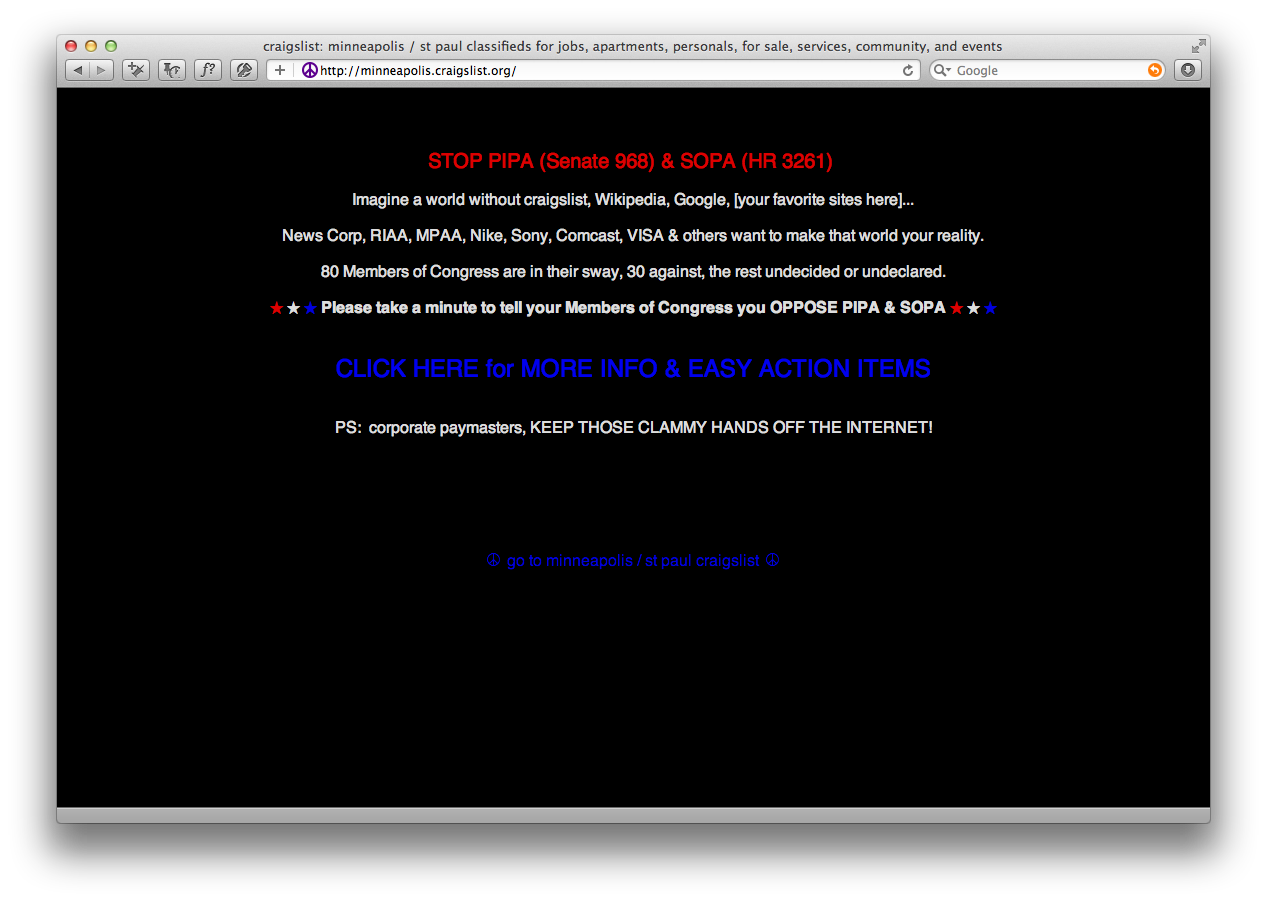 craigslist: minneapolis / st paul classifieds for jobs, apartments, personals, for sale, services, community, and events
f? http://minneapolis.craigslist.org/ Google
STOP PIPA (Senate 968) & SOPA (HR 3261)
Imagine a world without craigslist, Wikipedia, Google, [your favorite sites here]...
News Corp, RIAA, MPAA, Nike, Sony, Comcast, VISA & others want to make that world your reality.
80 Members of Congress are in their sway, 30 against, the rest undecided or undeclared.
★★★ Please take a minute to tell your Members of Congress you OPPOSE PIPA & SOPA ★★★
CLICK HERE for MORE INFO & EASY ACTION ITEMS
PS: corporate paymasters, KEEP THOSE CLAMMY HANDS OFF THE INTERNET!
☮ go to minneapolis / st paul craigslist ☮